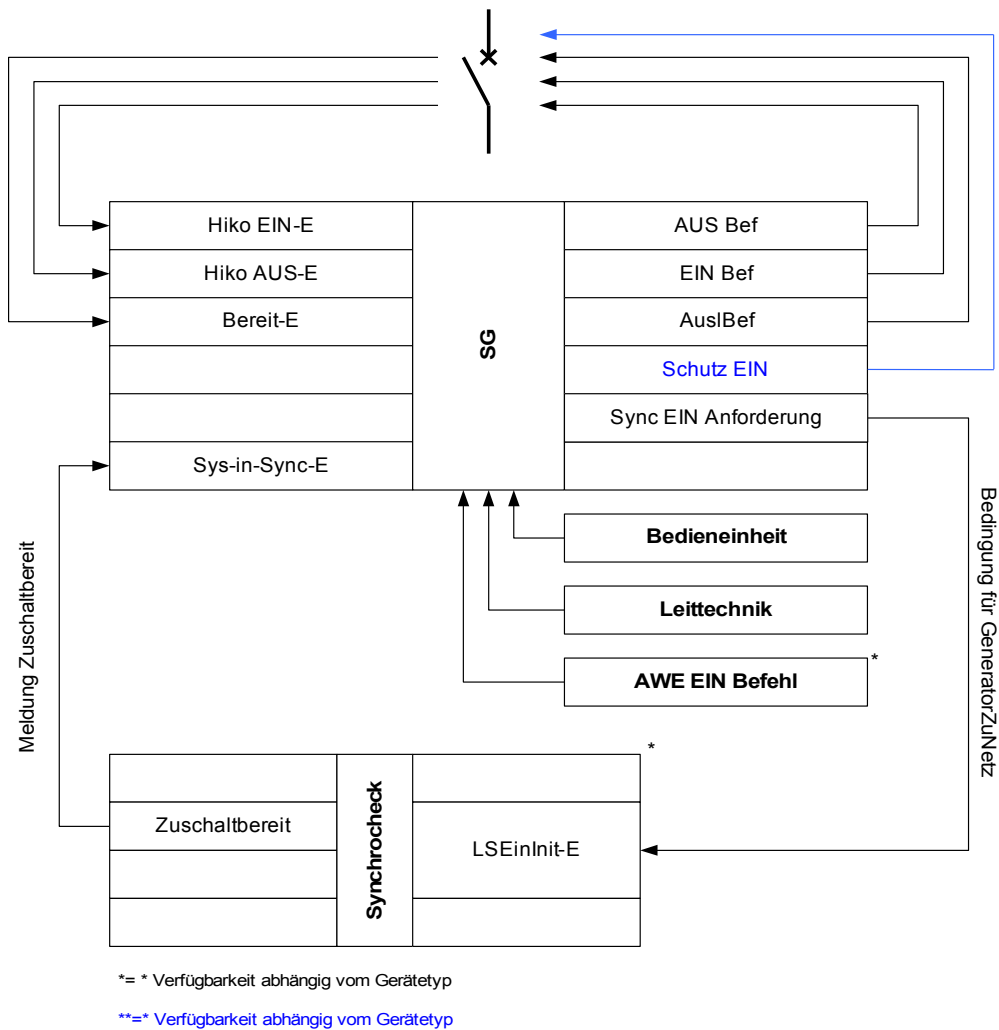 Hiko EIN-E
AUS Bef
Hiko AUS-E
EIN Bef
Bereit-E
AuslBef
SG
Schutz EIN
Sync EIN Anforderung
Sys-in-Sync-E
Bedieneinheit
Leittechnik
AWE EIN Befehl
*
Meldung Zuschaltbereit
Bedingung für GeneratorZuNetz
*
Zuschaltbereit
Synchrocheck
LSEinInit-E
*= * Verfügbarkeit abhängig vom Gerätetyp
**=* Verfügbarkeit abhängig vom Gerätetyp